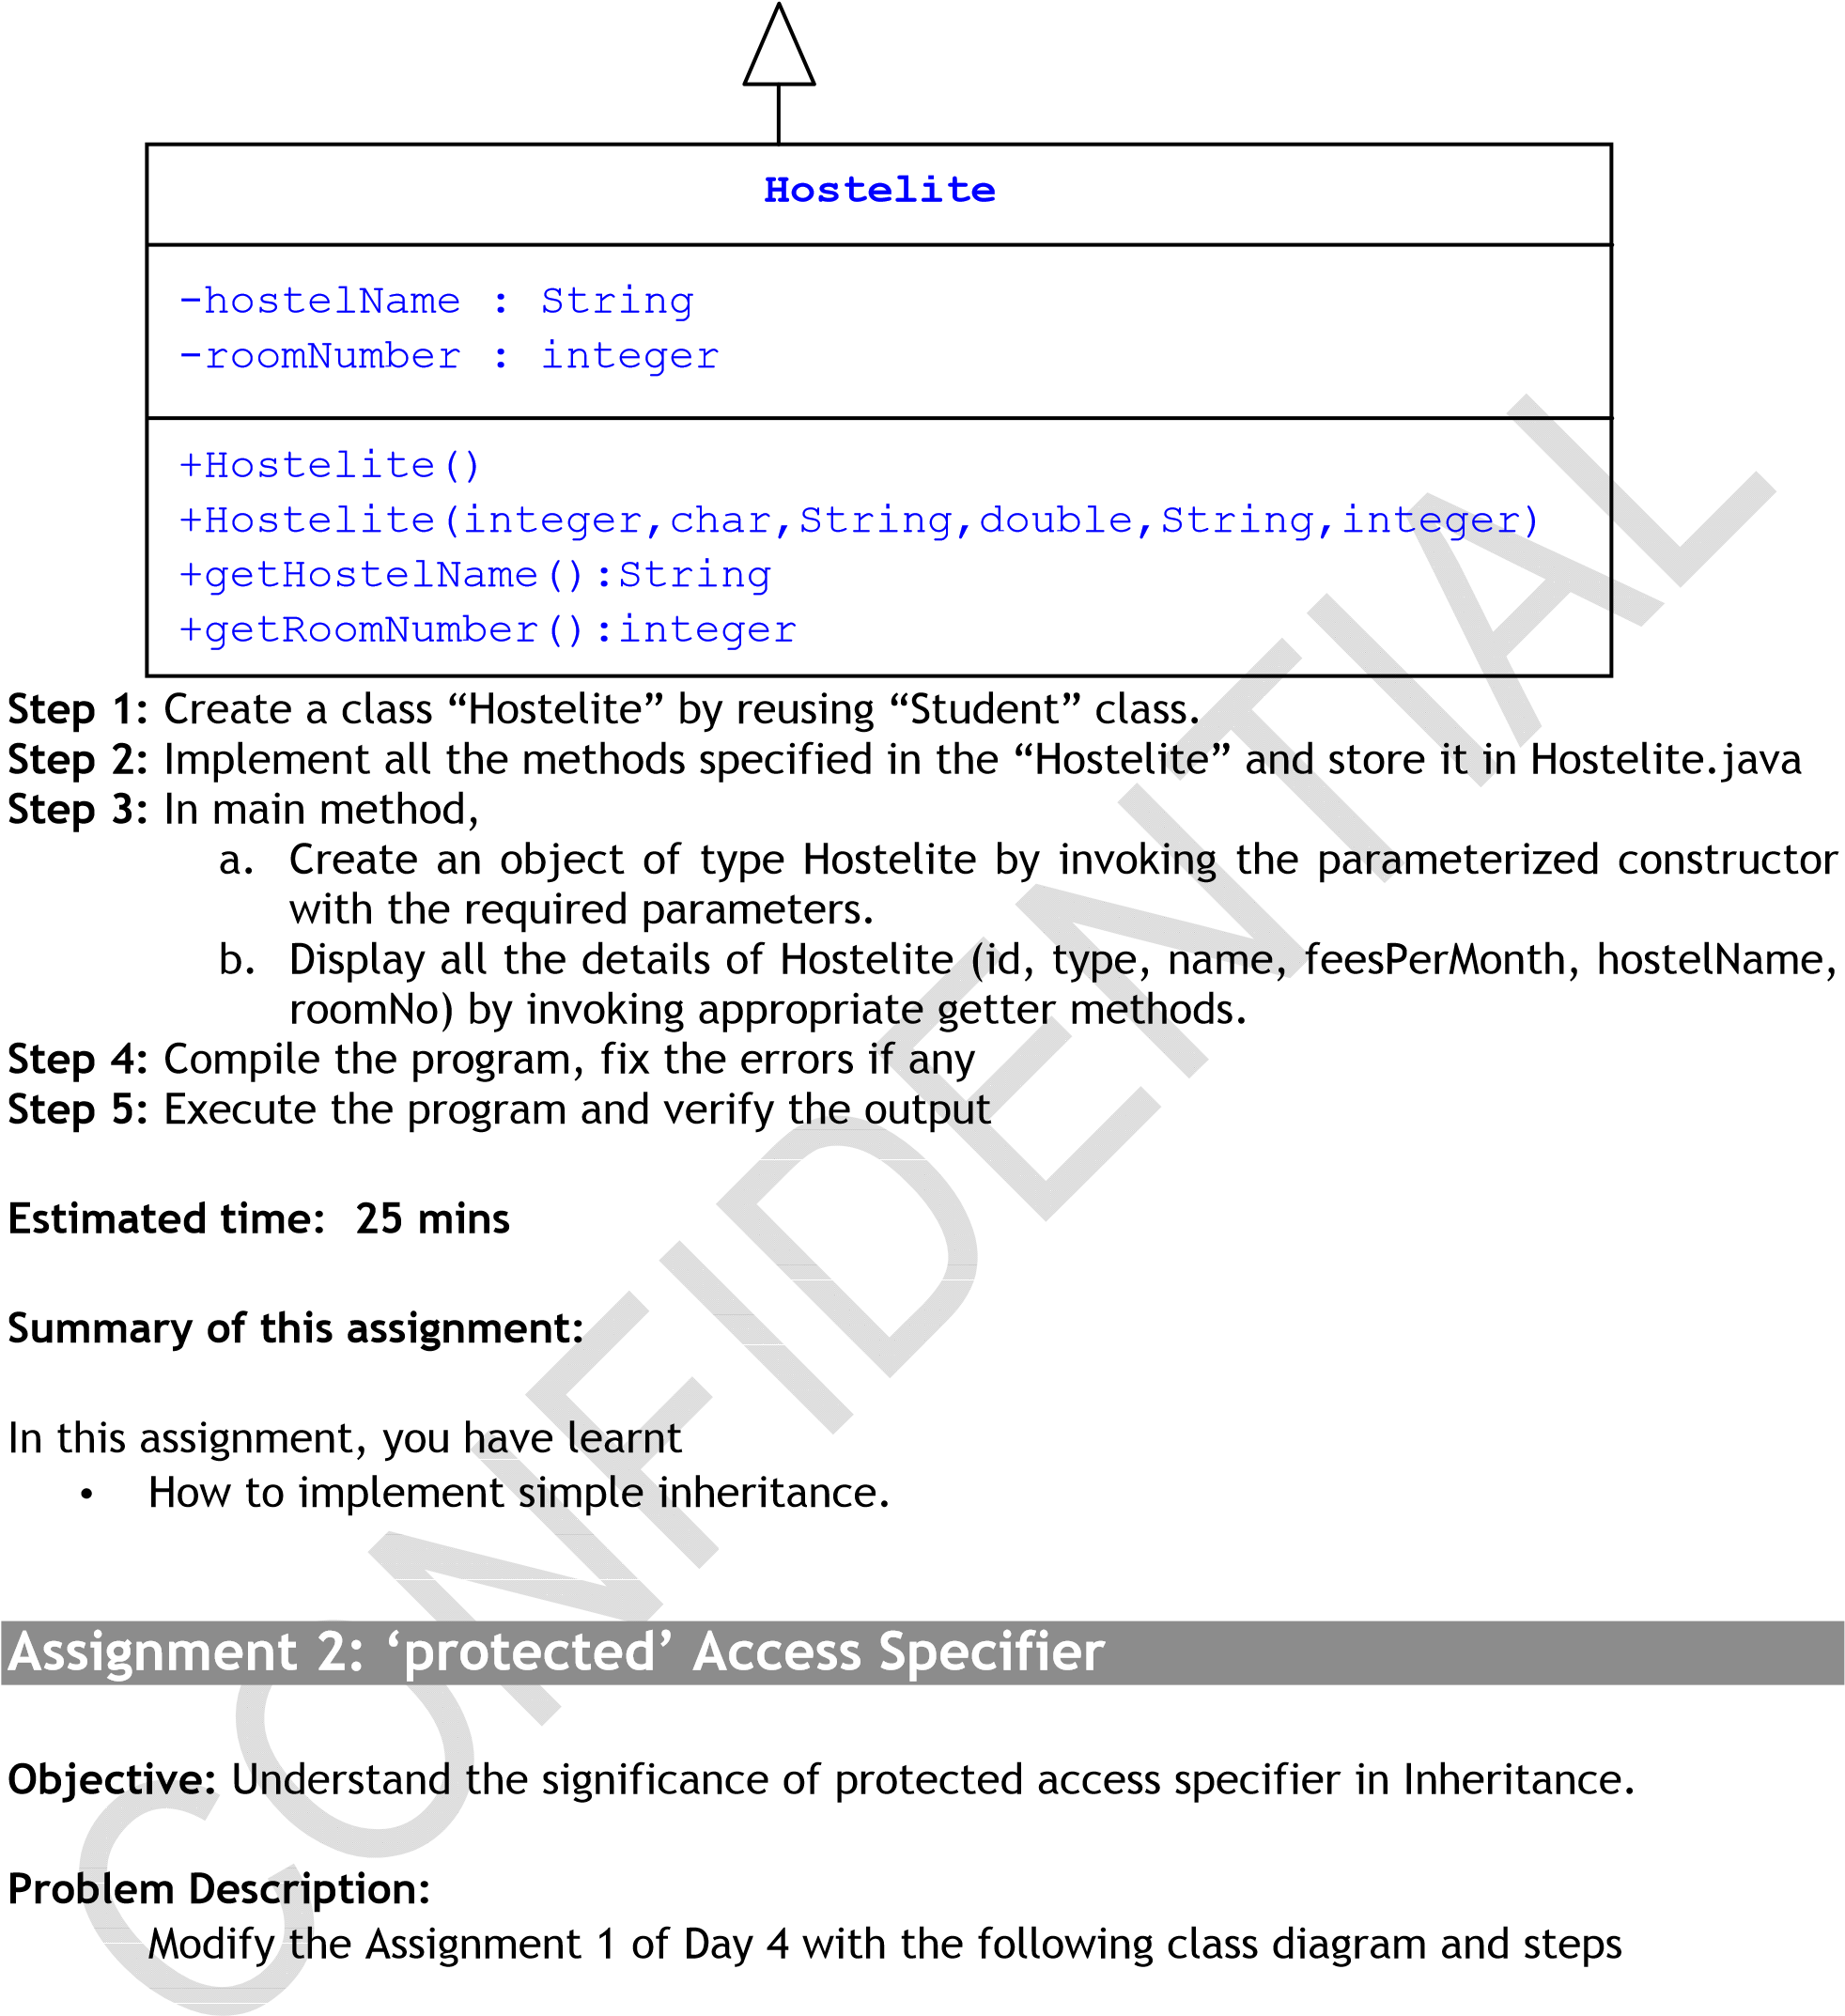 Hostelite
-hostelName : String
-roomNumber : integer
+Hostelite()
+Hostelite(integer,char,String,double,String,integer)
+getHostelName():String
+getRoomNumber():integer
Step 1: Create a class “Hostelite” by reusing “Student” class.
Step 2: Implement all the methods specified in the “Hostelite” and store it in Hostelite.java
Step 3: In main method,
a. Create an object of type Hostelite by invoking the parameterized constructor
with the required parameters.
b. Display all the details of Hostelite (id, type, name, feesPerMonth, hostelName,
roomNo) by invoking appropriate getter methods.
Step 4: Compile the program, fix the errors if any
Step 5: Execute the program and verify the output
Estimated time: 25 mins
Summary of this assignment:
In this assignment, you have learnt
• How to implement simple inheritance.
Assignment 2: ‘protected’ Access Specifier
Objective: Understand the significance of protected access specifier in Inheritance.
Problem Description:
Modify the Assignment 1 of Day 4 with the following class diagram and steps
CONFIDENTIAL